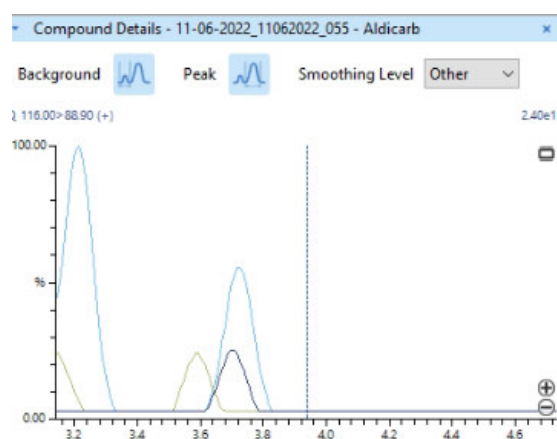 Compound Details - 11-06-2022_11062022_055 - Aldicarb
Background Peak Smoothing Level Other
116.00>88.90 (+) 2.40e1
100.00
%
0.00
3.2 3.4 3.6 3.8 4.0 4.2 4.4 4.6